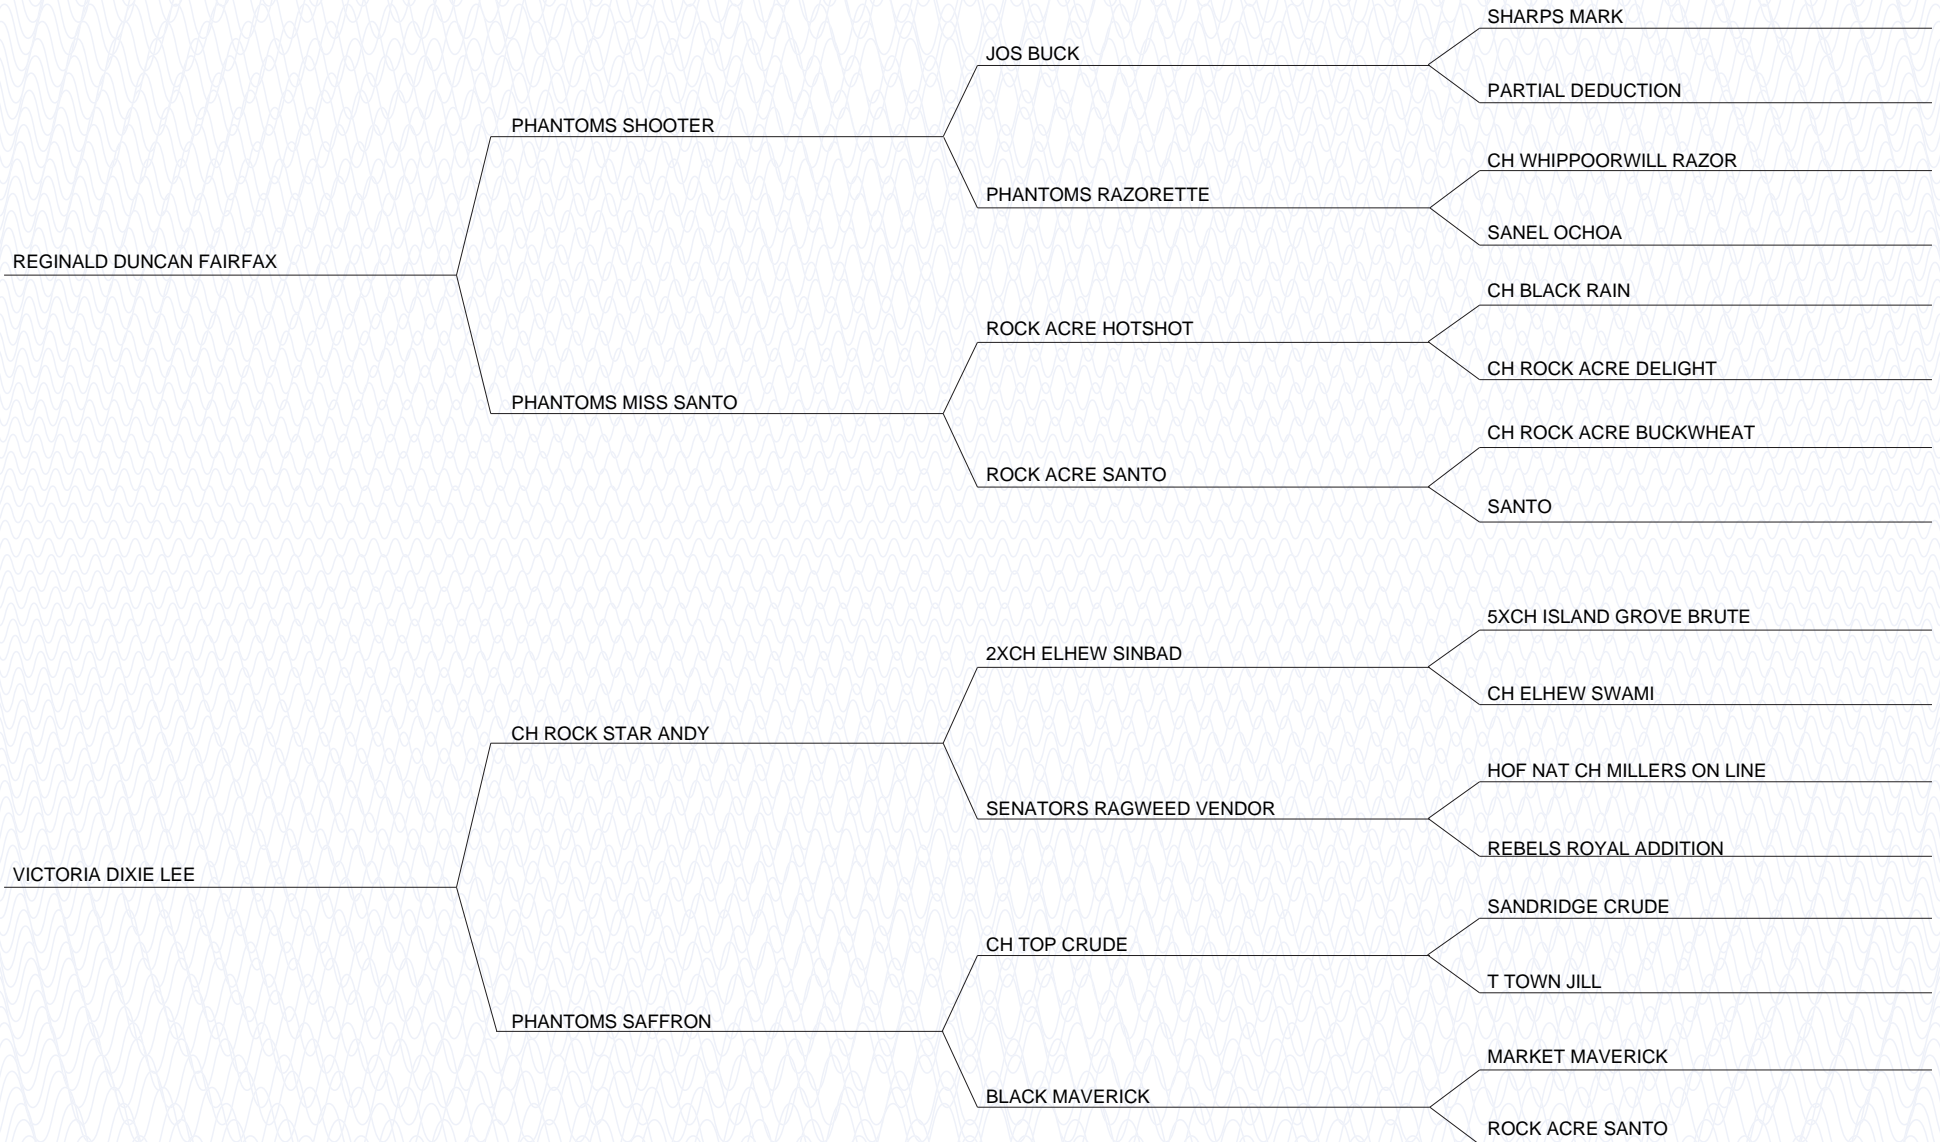 SHARPS MARK
JOS BUCK
PARTIAL DEDUCTION
PHANTOMS SHOOTER
CH WHIPPOORWILL RAZOR
PHANTOMS RAZORETTE
SANEL OCHOA
REGINALD DUNCAN FAIRFAX
CH BLACK RAIN
ROCK ACRE HOTSHOT
CH ROCK ACRE DELIGHT
PHANTOMS MISS SANTO
CH ROCK ACRE BUCKWHEAT
ROCK ACRE SANTO
SANTO
5XCH ISLAND GROVE BRUTE
2XCH ELHEW SINBAD
CH ELHEW SWAMI
CH ROCK STAR ANDY
HOF NAT CH MILLERS ON LINE
SENATORS RAGWEED VENDOR
REBELS ROYAL ADDITION
VICTORIA DIXIE LEE
SANDRIDGE CRUDE
CH TOP CRUDE
T TOWN JILL
PHANTOMS SAFFRON
MARKET MAVERICK
BLACK MAVERICK
ROCK ACRE SANTO